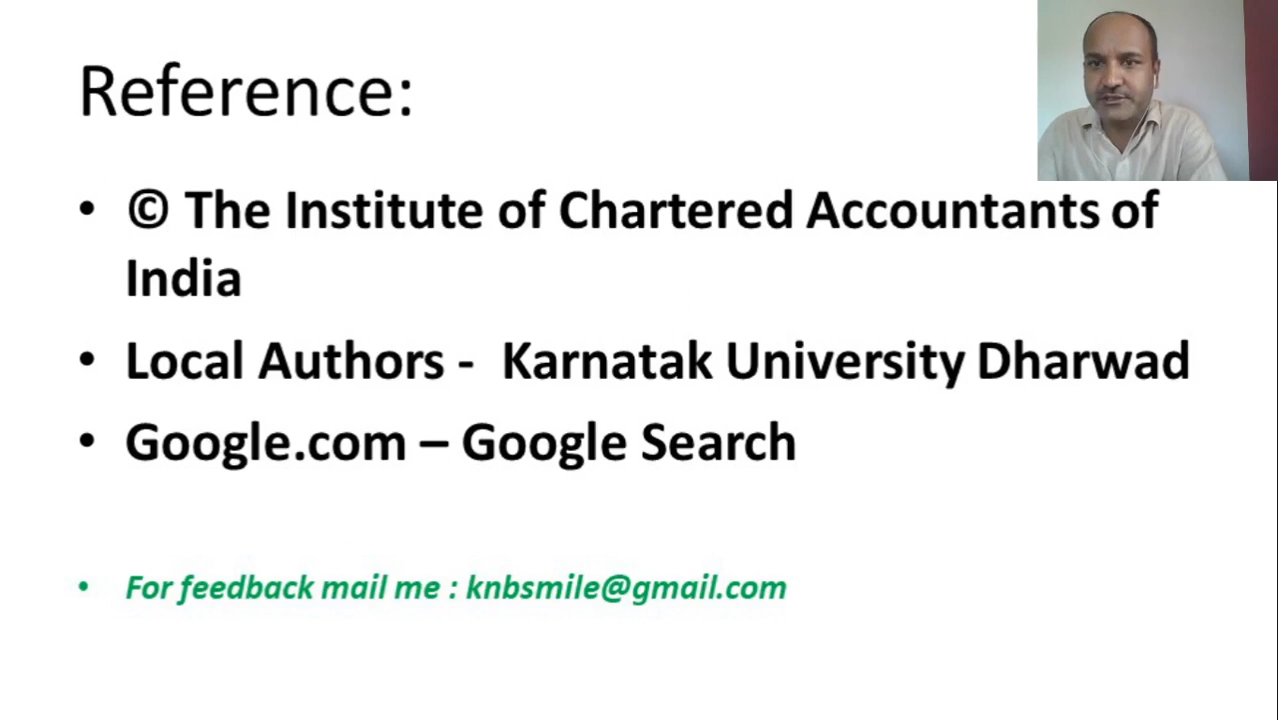 Reference:
• © The Institute of Chartered Accountants of
India
• Local Authors - Karnatak University Dharwad
• Google.com – Google Search
• For feedback mail me : knbsmile@gmail.com